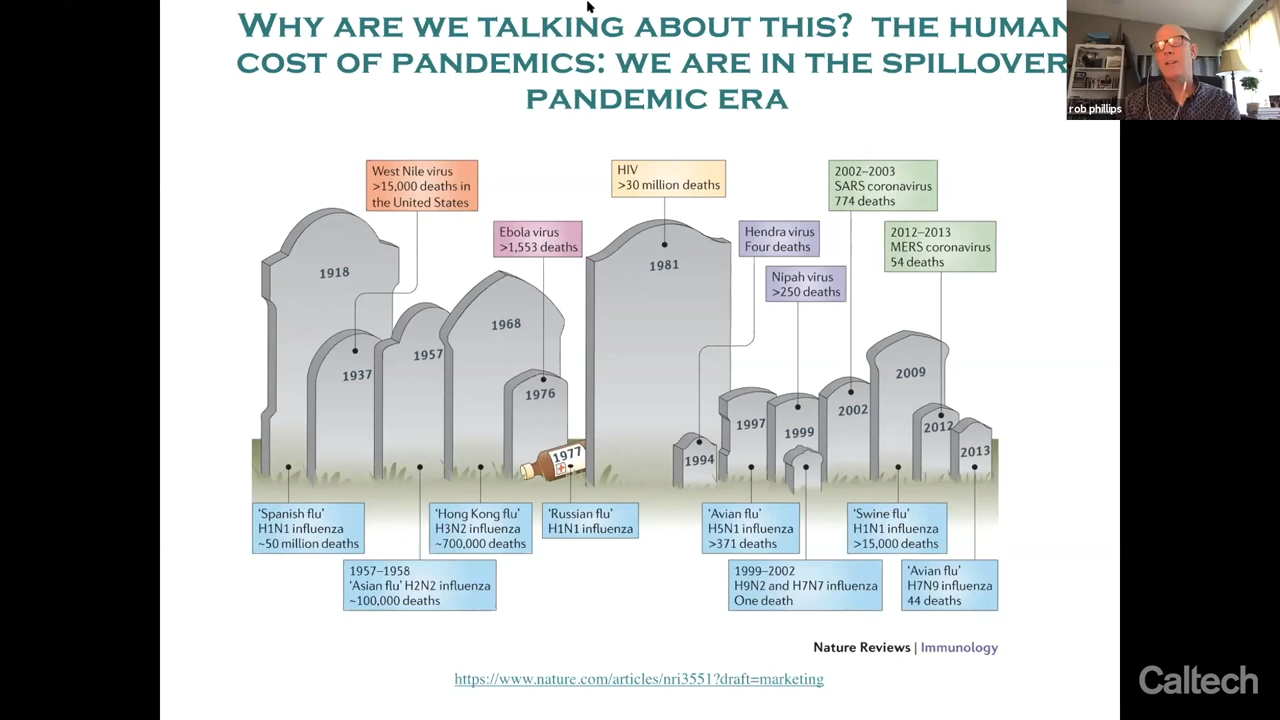 WHY ARE WE TALKING ABOUT THIS? THE HUMAN
COST OF PANDEMICS: WE ARE IN THE SPILLOVER
PANDEMIC ERA
rob phillips
West Nile virus
>15,000 deaths in
the United States
HIV
>30 million deaths
2002–2003
SARS coronavirus
774 deaths
Ebola virus
>1,553 deaths
Hendra virus
Four deaths
2012–2013
MERS coronavirus
54 deaths
Nipah virus
>250 deaths
1918
1937
1957
1968
1976
1977
1981
1994
1997
1999
2002
2009
2012
2013
‘Spanish flu’
H1N1 influenza
~50 million deaths
‘Hong Kong flu’
H3N2 influenza
~700,000 deaths
‘Russian flu’
H1N1 influenza
‘Avian flu’
H5N1 influenza
>371 deaths
‘Swine flu’
H1N1 influenza
>15,000 deaths
1957–1958
‘Asian flu’ H2N2 influenza
~100,000 deaths
1999–2002
H9N2 and H7N7 influenza
One death
‘Avian flu’
H7N9 influenza
44 deaths
Nature Reviews | Immunology
https://www.nature.com/articles/nri3551?draft=marketing
Caltech